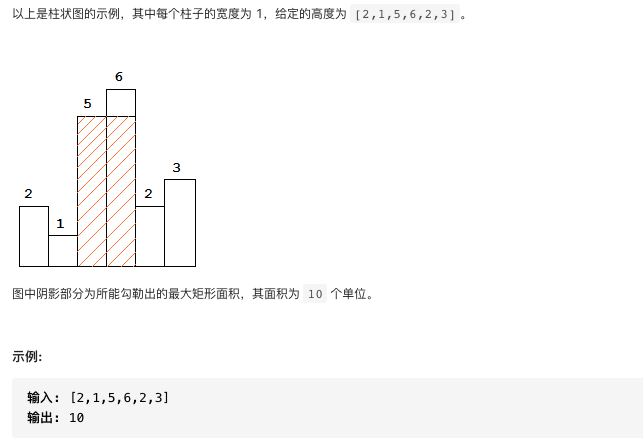 以上是柱状图的示例，其中每个柱子的宽度为 1，给定的高度为 [2,1,5,6,2,3] 。
6
5
3
2
2
1
图中阴影部分为所能勾勒出的最大矩形面积，其面积为 10 个单位。
示例:
输入: [2,1,5,6,2,3]
输出: 10